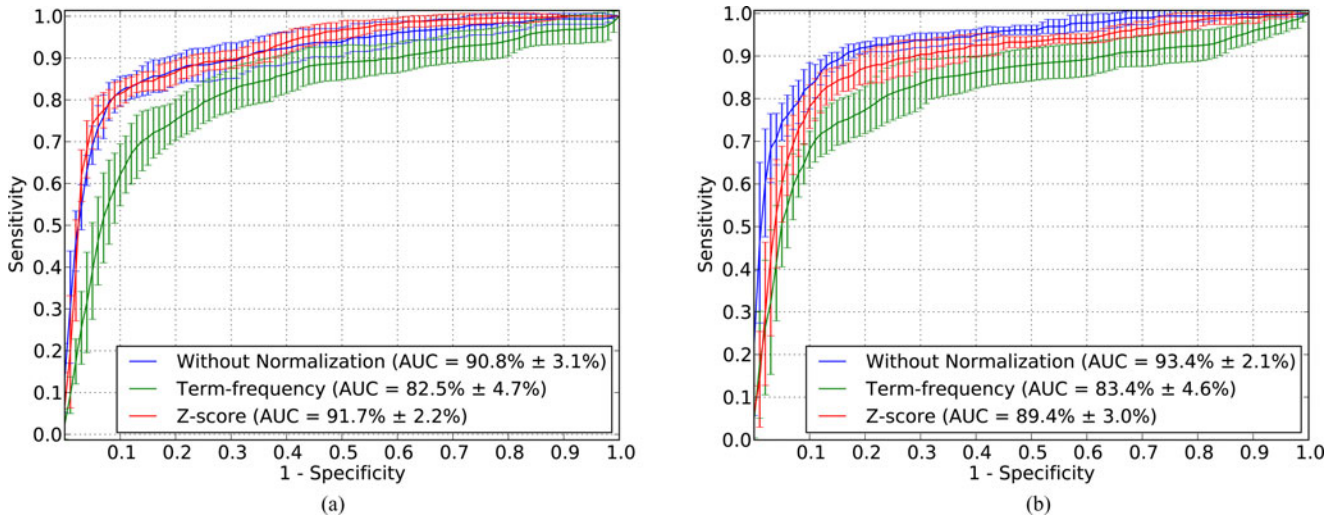 1.0
0.9
0.8
0.7
0.6
0.5
0.4
0.3
0.2
0.1
0.0
Sensitivity
Without Normalization (AUC = 90.8% ± 3.1%)
Term-frequency (AUC = 82.5% ± 4.7%)
Z-score (AUC = 91.7% ± 2.2%)
0.1 0.2 0.3 0.4 0.5 0.6 0.7 0.8 0.9 1.0
1 - Specificity
(a)
1.0
0.9
0.8
0.7
0.6
0.5
0.4
0.3
0.2
0.1
0.0
Sensitivity
Without Normalization (AUC = 93.4% ± 2.1%)
Term-frequency (AUC = 83.4% ± 4.6%)
Z-score (AUC = 89.4% ± 3.0%)
0.1 0.2 0.3 0.4 0.5 0.6 0.7 0.8 0.9 1.0
1 - Specificity
(b)